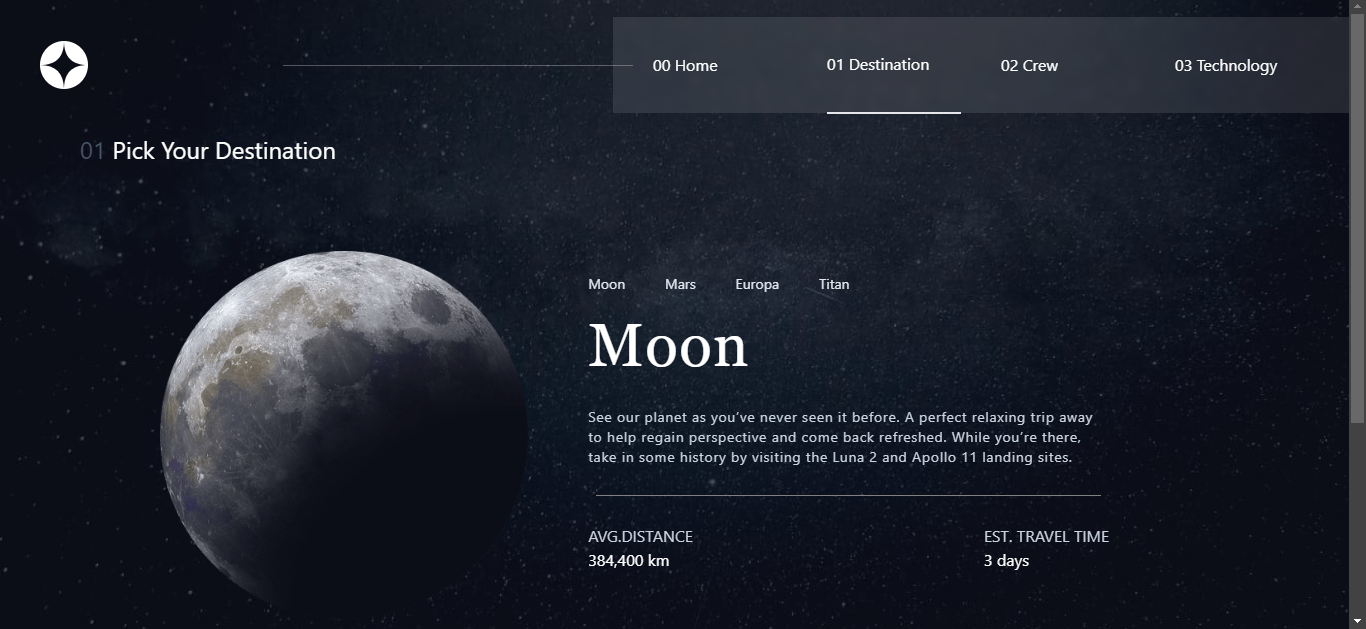 00 Home
01 Destination
02 Crew
03 Technology
01 Pick Your Destination
Moon
Mars
Europa
Titan
Moon
See our planet as you’ve never seen it before. A perfect relaxing trip away
to help regain perspective and come back refreshed. While you’re there,
take in some history by visiting the Luna 2 and Apollo 11 landing sites.
AVG.DISTANCE
384,400 km
EST. TRAVEL TIME
3 days